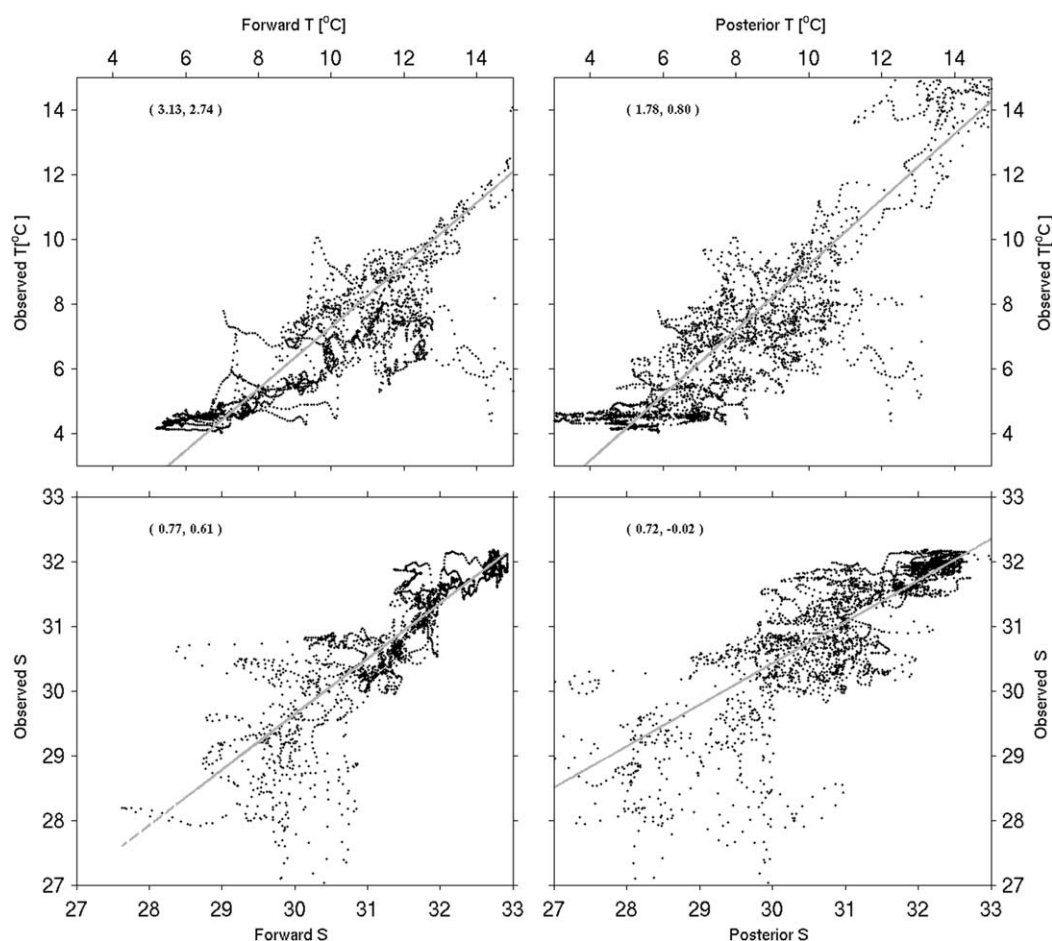 Forward T [°C]
Posterior T [°C]
4 6 8 10 12 14
4 6 8 10 12 14
14
12
10
8
6
4
Observed T[°C]
( 3.13, 2.74 )
( 1.78, 0.80 )
14
12
10
8
6
4
Observed T[°C]
33
32
31
30
29
28
27
Observed S
( 0.77, 0.61 )
( 0.72, -0.02 )
33
32
31
30
29
28
27
Observed S
27 28 29 30 31 32 33
28 29 30 31 32 33
Forward S
Posterior S